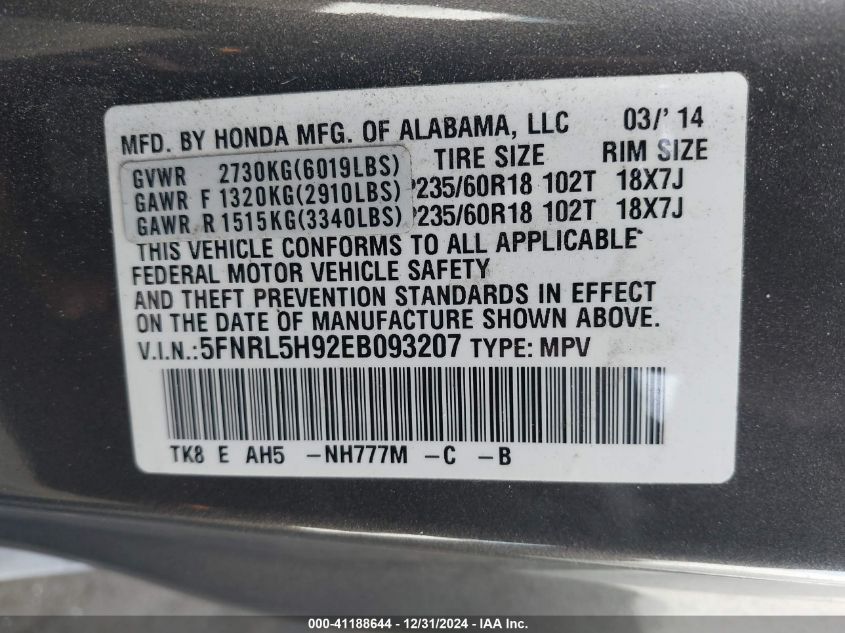 MFD. BY HONDA MFG. OF ALABAMA, LLC 03/' 14
TIRE SIZE RIM SIZE
GVWR 2730KG(6019LBS)
GAWR F 1320KG(2910LBS) P235/60R18 102T 18X7J
GAWR R 1515KG(3340LBS) P235/60R18 102T 18X7J
THIS VEHICLE CONFORMS TO ALL APPLICABLE
FEDERAL MOTOR VEHICLE SAFETY
AND THEFT PREVENTION STANDARDS IN EFFECT
ON THE DATE OF MANUFACTURE SHOWN ABOVE.
V.I.N.:5FNRL5H92EB093207 TYPE: MPV
TK8 E AH5 -NH777M -C -B
000-41188644 - 12/31/2024 - IAA Inc.